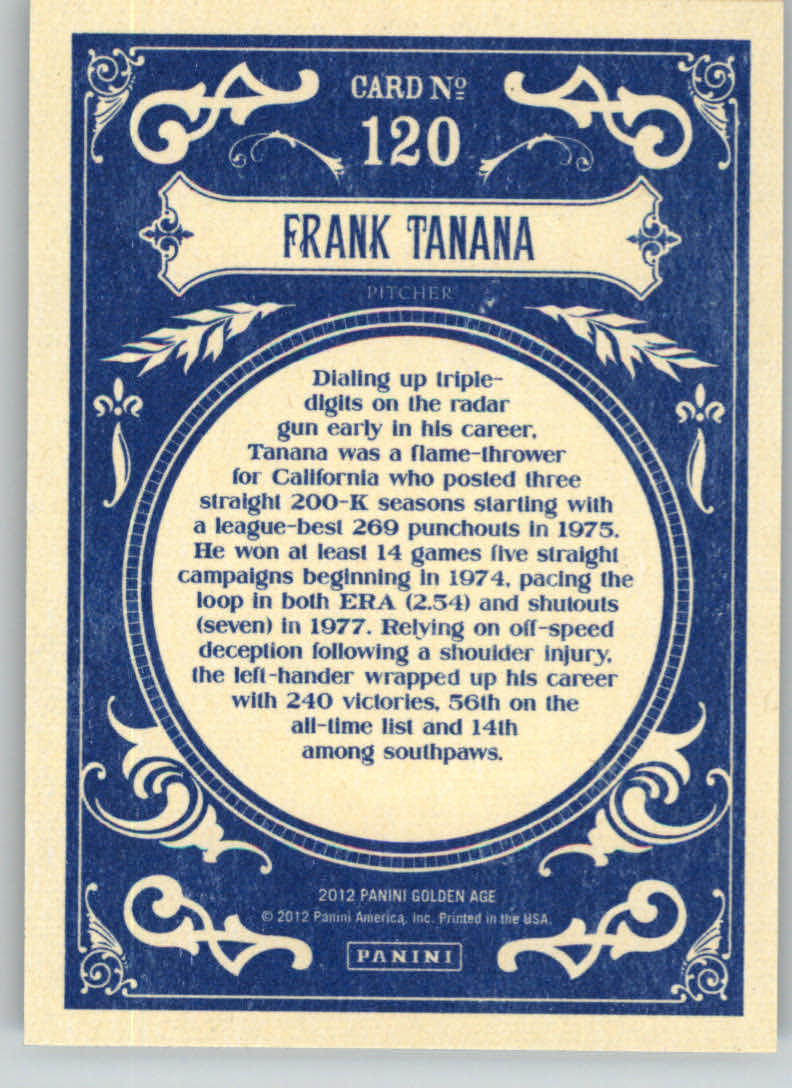 CARD Nº
120
FRANK TANANA
PITCHER
Dialing up triple-
digits on the radar
gun early in his career,
Tanana was a flame-thrower
for California who posted three
straight 200-K seasons starting with
a league-best 269 punchouts in 1975.
He won at least 14 games five straight
campaigns beginning in 1974, pacing the
loop in both ERA (2.54) and shutouts
(seven) in 1977. Relying on off-speed
deception following a shoulder injury,
the left-hander wrapped up his career
with 240 victories, 56th on the
all-time list and 14th
among southpaws.
2012 PANINI GOLDEN AGE
© 2012 Panini America, Inc. Printed in the USA.
PANINI